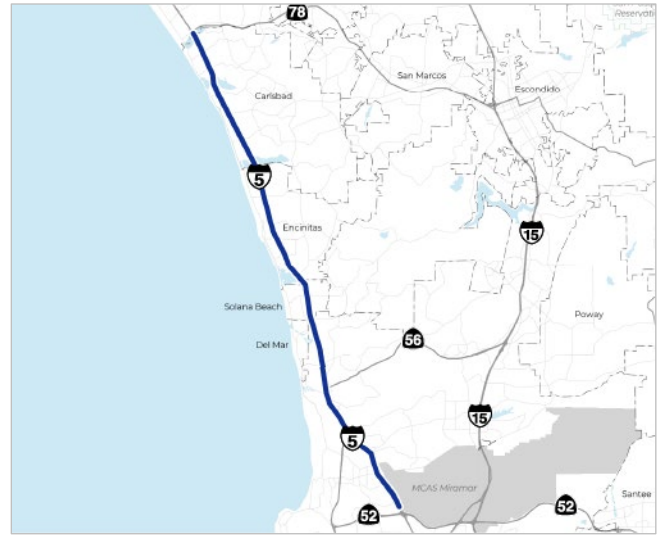 78
Reservoti
San Marcos
Escondido
Carlsbad
5
Encinitas
15
Solana Beach
Poway
56
Del Mar
15
5
MCAS Miramar
Santee
52
52